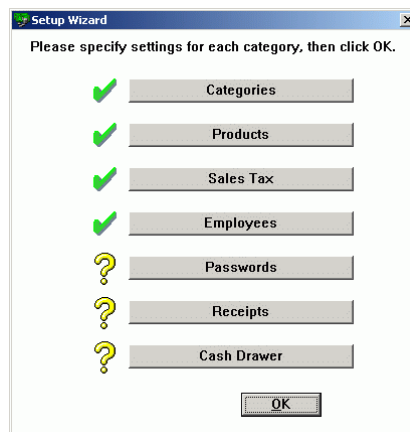 Setup Wizard
Please specify settings for each category, then click OK.
Categories
Products
Sales Tax
Employees
Passwords
Receipts
Cash Drawer
OK